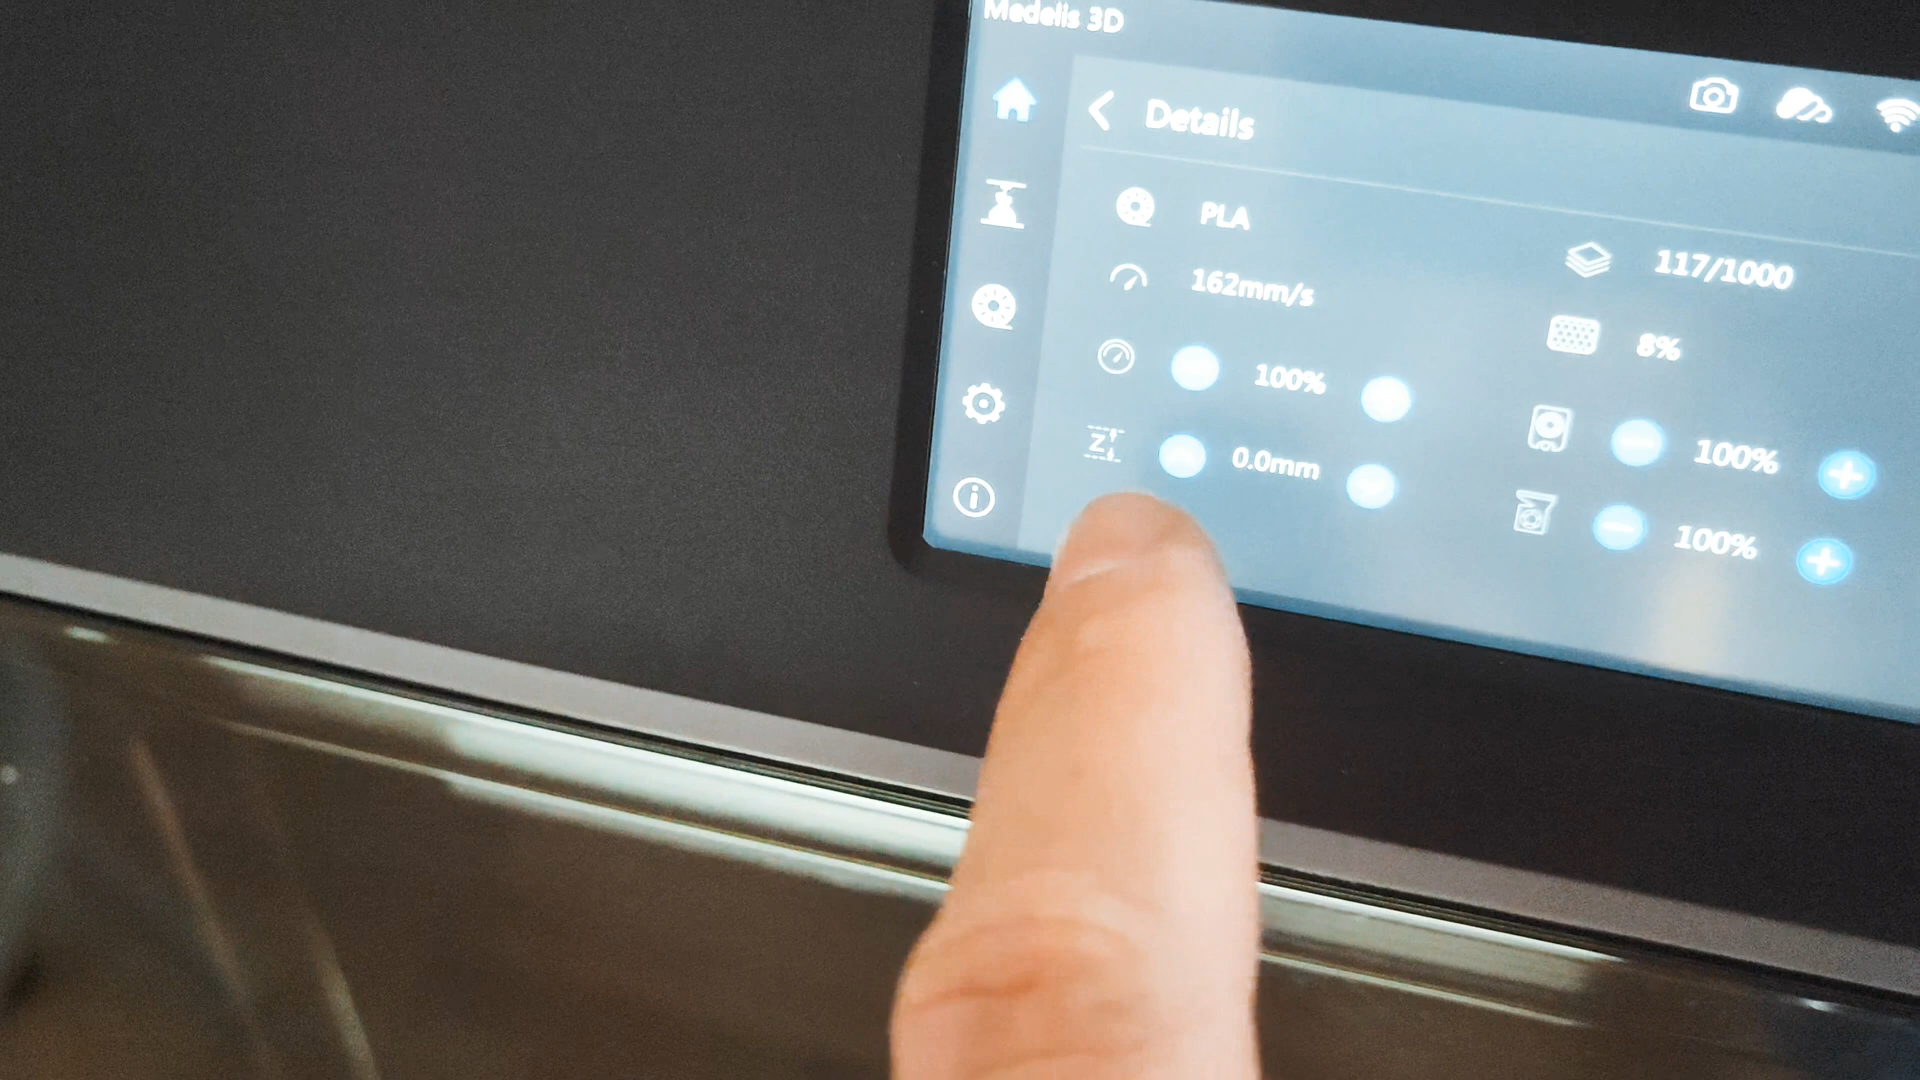 Medelis 3D
Details
PLA
117/1000
162mm/s
8%
100%
100%
Z
0.0mm
100%